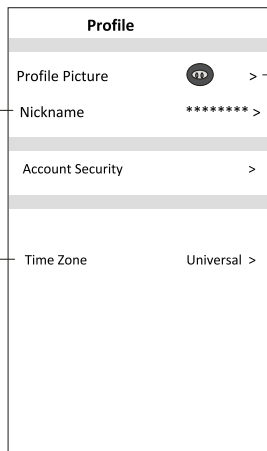 Profile
Profile Picture >
Nickname ******** >
Account Security >
Time Zone Universal >